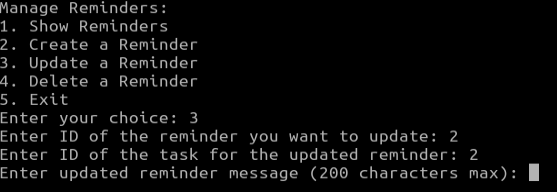 Manage Reminders:
1. Show Reminders
2. Create a Reminder
3. Update a Reminder
4. Delete a Reminder
5. Exit
Enter your choice: 3
Enter ID of the reminder you want to update: 2
Enter ID of the task for the updated reminder: 2
Enter updated reminder message (200 characters max):